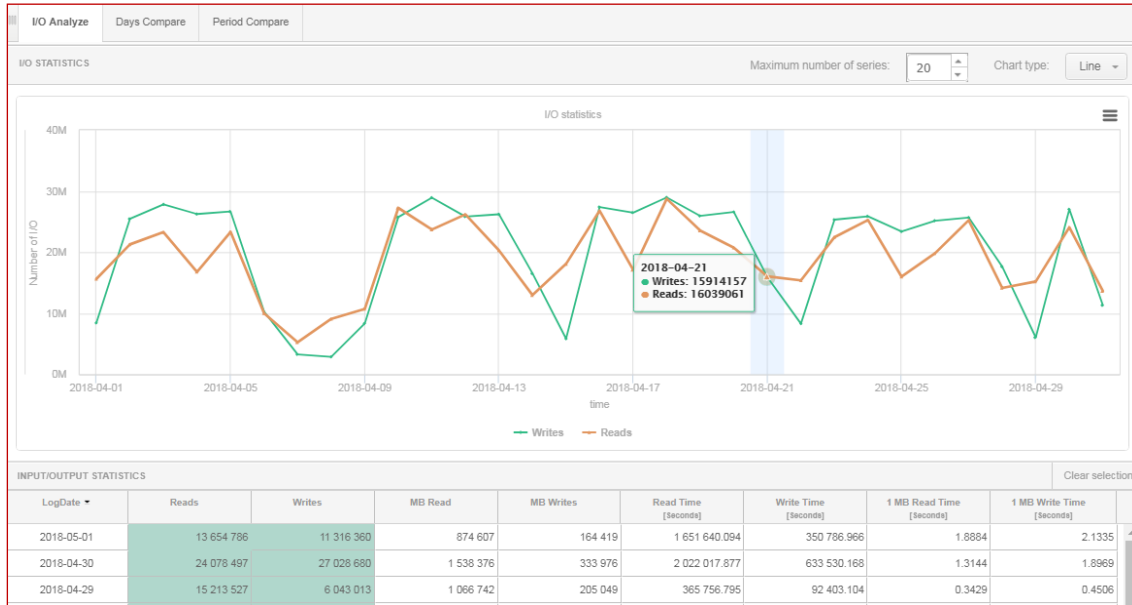 I/O Analyze Days Compare Period Compare
I/O STATISTICS Maximum number of series: 20 Chart type: Line
I/O statistics
Number of I/O
40M
30M
20M
10M
0M
2018-04-21
Writes: 15914157
Reads: 16039061
2018-04-01 2018-04-05 2018-04-09 2018-04-13 2018-04-17 2018-04-21 2018-04-25 2018-04-29
time
Writes Reads
INPUT/OUTPUT STATISTICS Clear selection
LogDate Reads Writes MB Read MB Writes Read Time Write Time 1 MB Read Time 1 MB Write Time
[Seconds] [Seconds] [Seconds] [Seconds]
2018-05-01 13 654 786 11 316 360 874 607 164 419 1 651 640.094 350 786.966 1.8884 2.1335
2018-04-30 24 078 497 27 028 680 1 538 376 333 976 2 022 017.877 633 530.168 1.3144 1.8969
2018-04-29 15 213 527 6 043 013 1 066 742 205 049 365 756.795 92 403.104 0.3429 0.4506